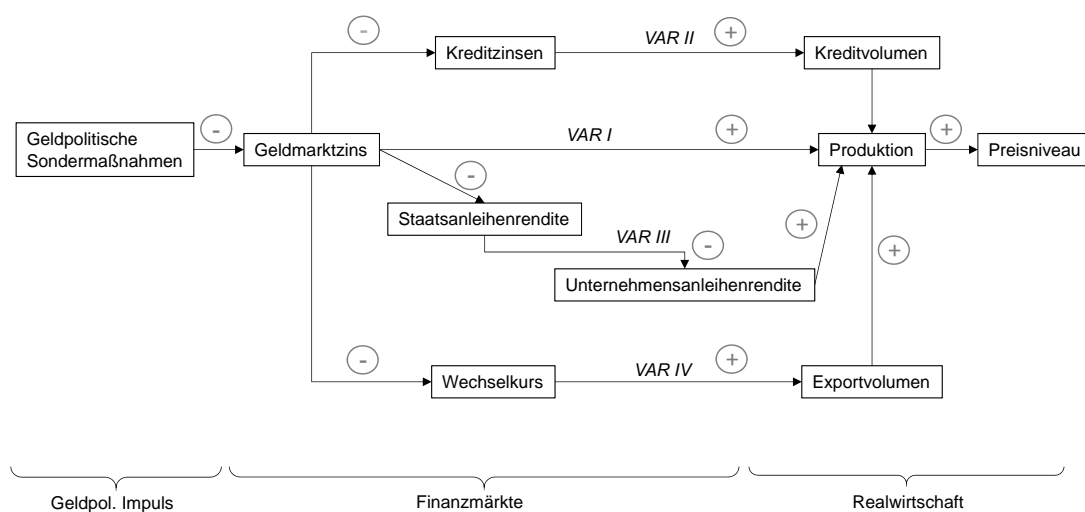 -
Kreditzinsen
VAR II
+
Kreditvolumen
Geldpolitische
Sondermaßnahmen
-
Geldmarktzins
VAR I
+
Produktion
+
Preisniveau
-
Staatsanleihenrendite
VAR III
-
+
Unternehmensanleihenrendite
+
-
Wechselkurs
VAR IV
+
Exportvolumen
Geldpol. Impuls
Finanzmärkte
Realwirtschaft